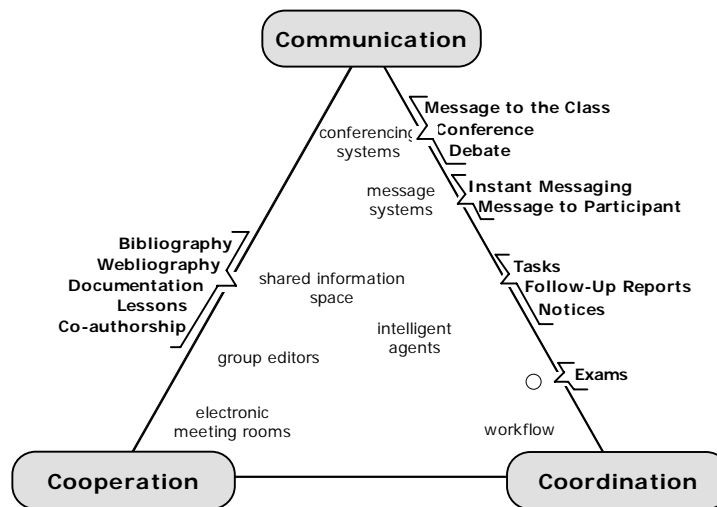 Communication
Message to the Class
conferencing
systems
Conference
Debate
message
systems
Instant Messaging
Message to Participant
Bibliography
Webliography
Documentation
Lessons
Co-authorship
shared information
space
Tasks
Follow-Up Reports
Notices
intelligent
agents
group editors
Exams
electronic
meeting rooms
workflow
Cooperation
Coordination